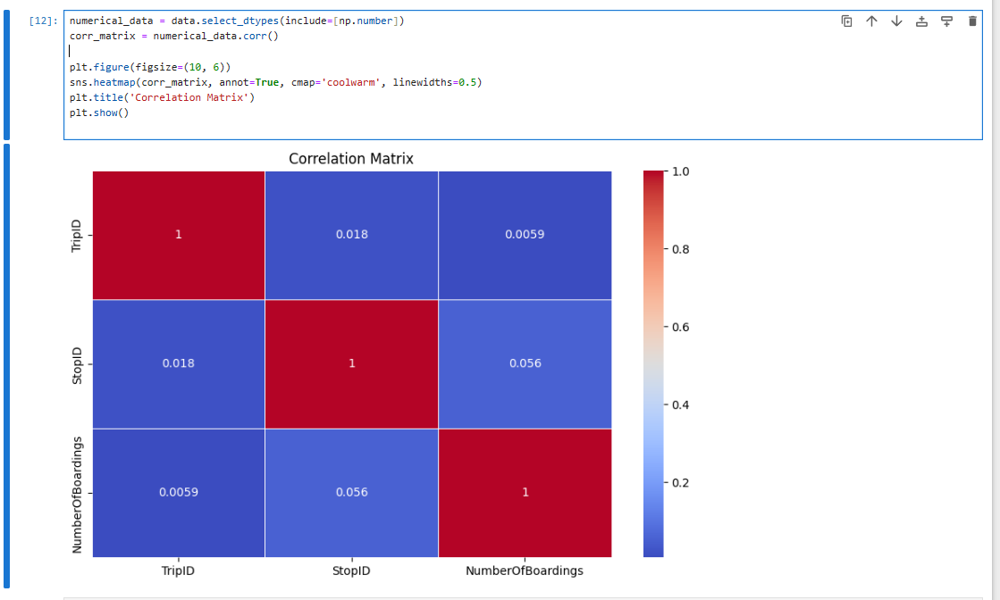 [12]:
numerical_data = data.select_dtypes(include=[np.number])
corr_matrix = numerical_data.corr()
plt.figure(figsize=(10, 6))
sns.heatmap(corr_matrix, annot=True, cmap='coolwarm', linewidths=0.5)
plt.title('Correlation Matrix')
plt.show()
Correlation Matrix
TripID
1
0.018
0.0059
StopID
0.018
1
0.056
NumberOfBoardings
0.0059
0.056
1
TripID
StopID
NumberOfBoardings
1.0
0.8
0.6
0.4
0.2